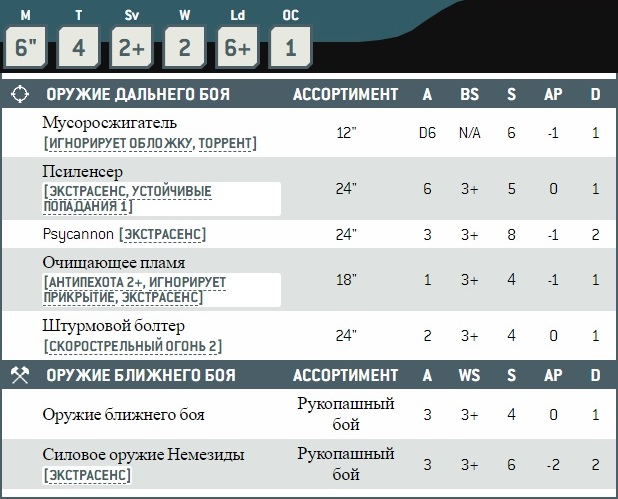 M T Sv W Ld OC
6" 4 2+ 2 6+ 1
ОРУЖИЕ ДАЛЬНЕГО БОЯ АССОРТИМЕНТ A BS S AP D
Мусоросжигатель
[ИГНОРИРУЕТ ОБЛОЖКУ, ТОРРЕНТ] 12" D6 N/A 6 -1 1
Псиленсер
[ЭКСТРАСЕНС, УСТОЙЧИВЫЕ
ПОПАДАНИЯ 1] 24" 6 3+ 5 0 1
Psycannon [ЭКСТРАСЕНС] 24" 3 3+ 8 -1 2
Очищающее пламя
[АНТИПЕХОТА 2+, ИГНОРИРУЕТ
ПРИКРЫТИЕ, ЭКСТРАСЕНС] 18" 1 3+ 4 -1 1
Штурмовой болтер
[СКОРОСТРЕЛЬНЫЙ ОГОНЬ 2] 24" 2 3+ 4 0 1
ОРУЖИЕ БЛИЖНЕГО БОЯ АССОРТИМЕНТ A WS S AP D
Оружие ближнего боя Рукопашный
бой 3 3+ 4 0 1
Силовое оружие Немезиды Рукопашный
[ЭКСТРАСЕНС] бой 3 3+ 6 -2 2